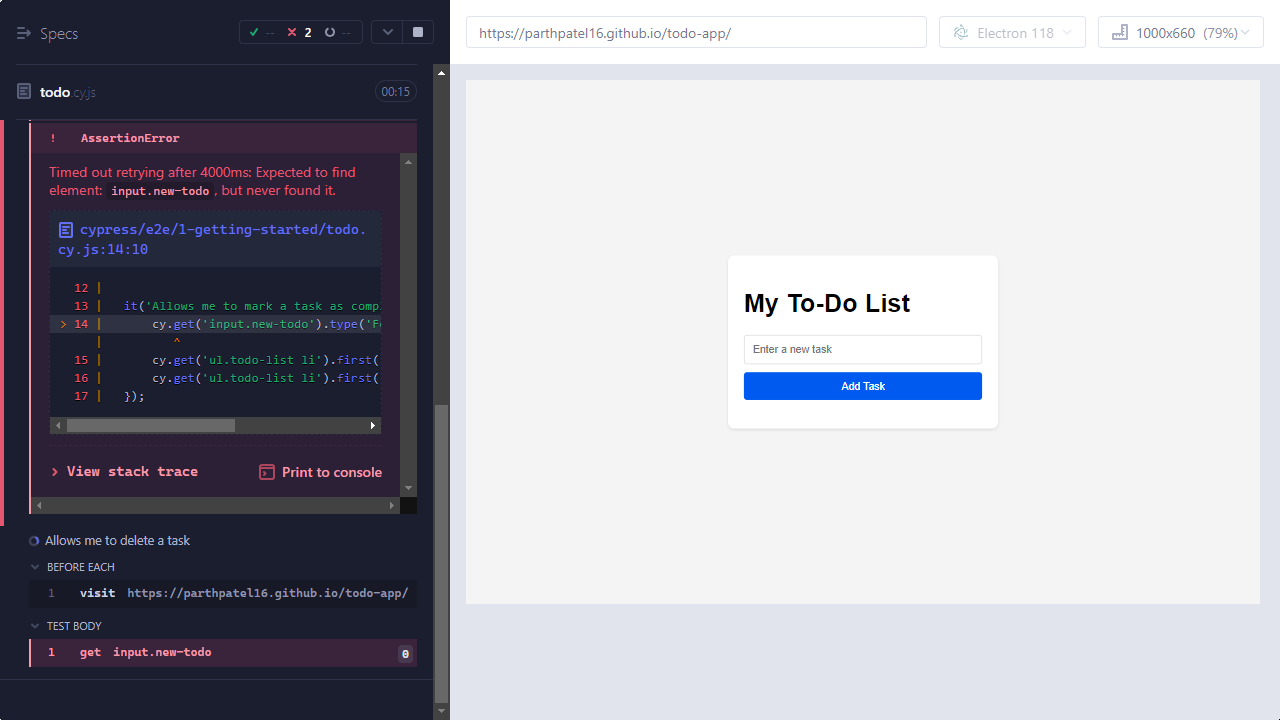 Specs
-- 2 --
todo.cy.js
00:15
! AssertionError
Timed out retrying after 4000ms: Expected to find
element: input.new-todo, but never found it.
cypress/e2e/1-getting-started/todo.
cy.js:14:10
12 |
13 | it('Allows me to mark a task as comp
> 14 | cy.get('input.new-todo').type('F
| ^
15 | cy.get('ul.todo-list li').first(
16 | cy.get('ul.todo-list li').first(
17 | });
> View stack trace
Print to console
Allows me to delete a task
BEFORE EACH
1 visit https://parthpatel16.github.io/todo-app/
TEST BODY
1 get input.new-todo 0
https://parthpatel16.github.io/todo-app/
Electron 118
1000x660 (79%)
My To-Do List
Enter a new task
Add Task